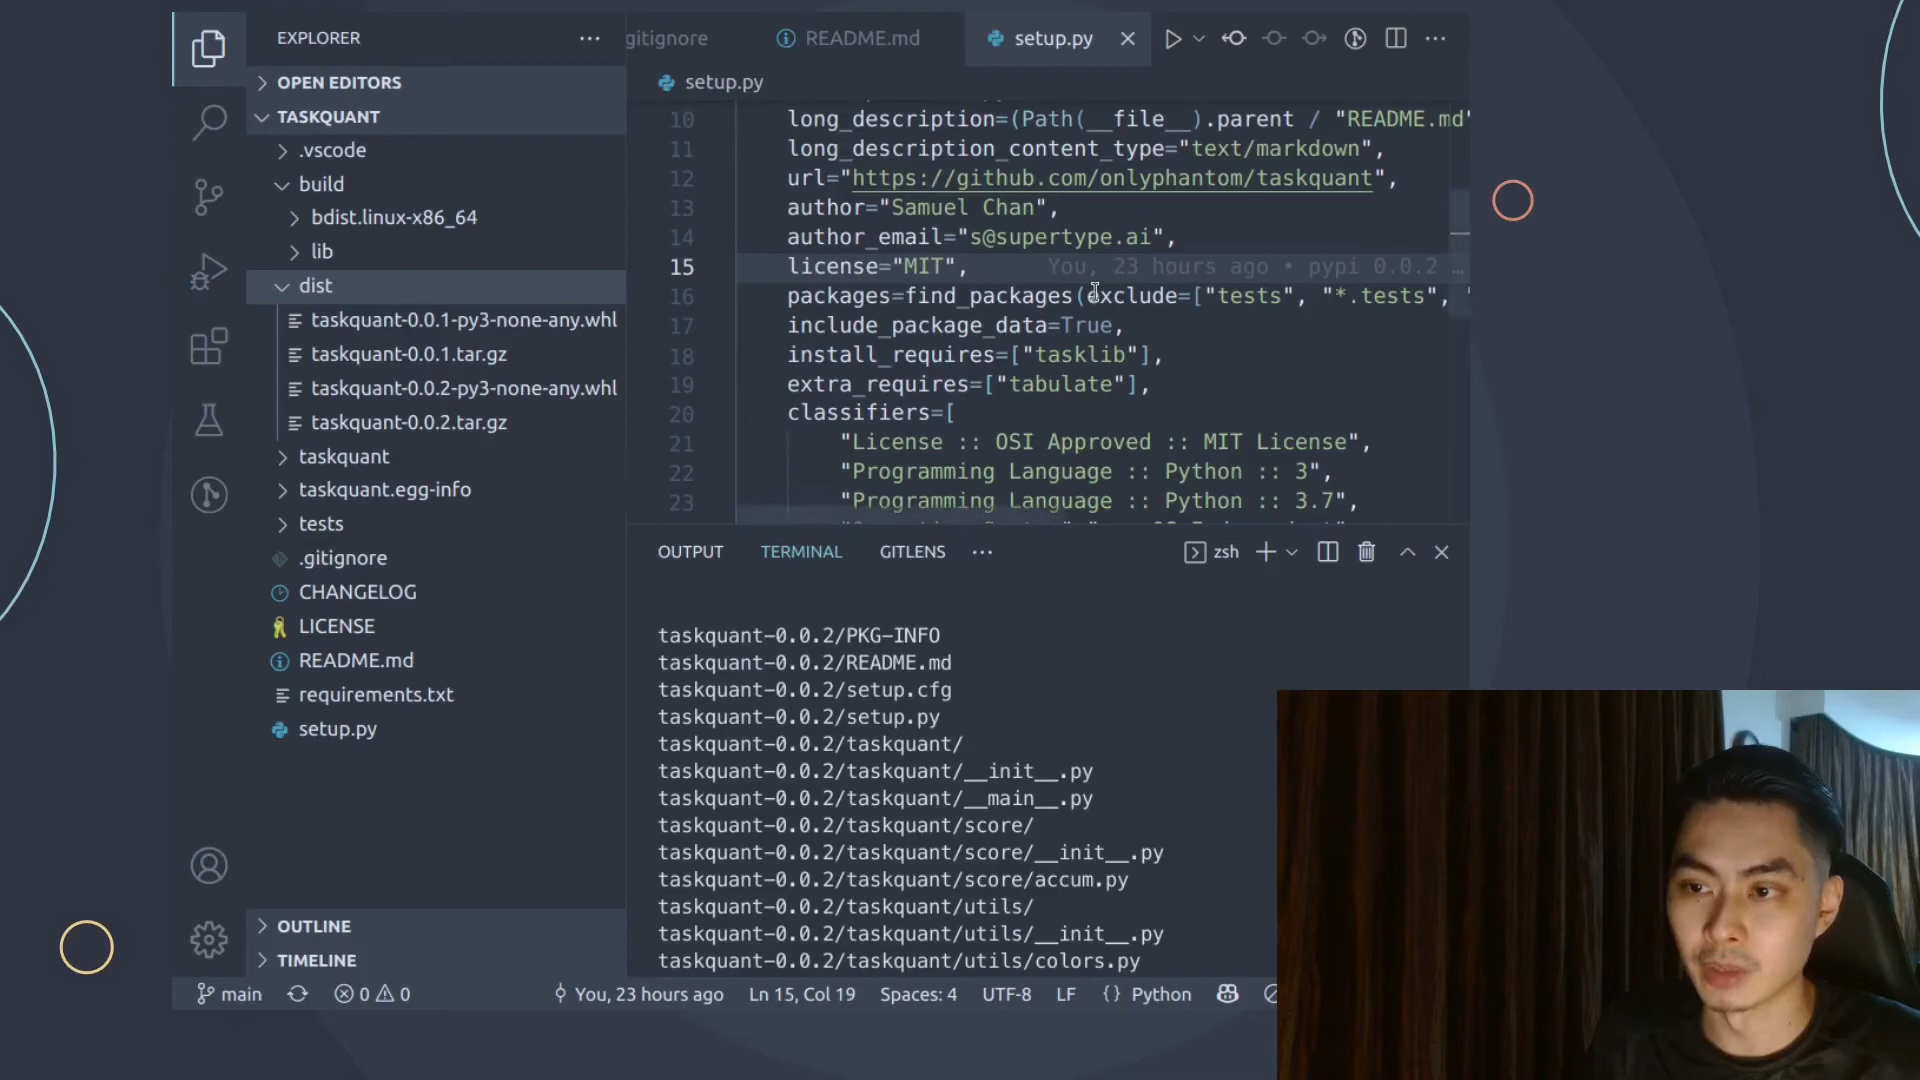 EXPLORER
OPEN EDITORS
TASKQUANT
.vscode
build
bdist.linux-x86_64
lib
dist
taskquant-0.0.1-py3-none-any.whl
taskquant-0.0.1.tar.gz
taskquant-0.0.2-py3-none-any.whl
taskquant-0.0.2.tar.gz
taskquant
taskquant.egg-info
tests
.gitignore
CHANGELOG
LICENSE
README.md
requirements.txt
setup.py
OUTLINE
TIMELINE
gitignore README.md setup.py
setup.py
10 long_description=(Path(__file__).parent / "README.md"
11 long_description_content_type="text/markdown",
12 url="https://github.com/onlyphantom/taskquant",
13 author="Samuel Chan",
14 author_email="s@supertype.ai",
15 license="MIT", You, 23 hours ago • pypi 0.0.2 …
16 packages=find_packages(exclude=["tests", "*.tests", "
17 include_package_data=True,
18 install_requires=["tasklib"],
19 extra_requires=["tabulate"],
20 classifiers=[
21 "License :: OSI Approved :: MIT License",
22 "Programming Language :: Python :: 3",
23 "Programming Language :: Python :: 3.7",
OUTPUT TERMINAL GITLENS zsh
taskquant-0.0.2/PKG-INFO
taskquant-0.0.2/README.md
taskquant-0.0.2/setup.cfg
taskquant-0.0.2/setup.py
taskquant-0.0.2/taskquant/
taskquant-0.0.2/taskquant/__init__.py
taskquant-0.0.2/taskquant/__main__.py
taskquant-0.0.2/taskquant/score/
taskquant-0.0.2/taskquant/score/__init__.py
taskquant-0.0.2/taskquant/score/accum.py
taskquant-0.0.2/taskquant/utils/
taskquant-0.0.2/taskquant/utils/__init__.py
taskquant-0.0.2/taskquant/utils/colors.py
main 0 0 You, 23 hours ago Ln 15, Col 19 Spaces: 4 UTF-8 LF {} Python